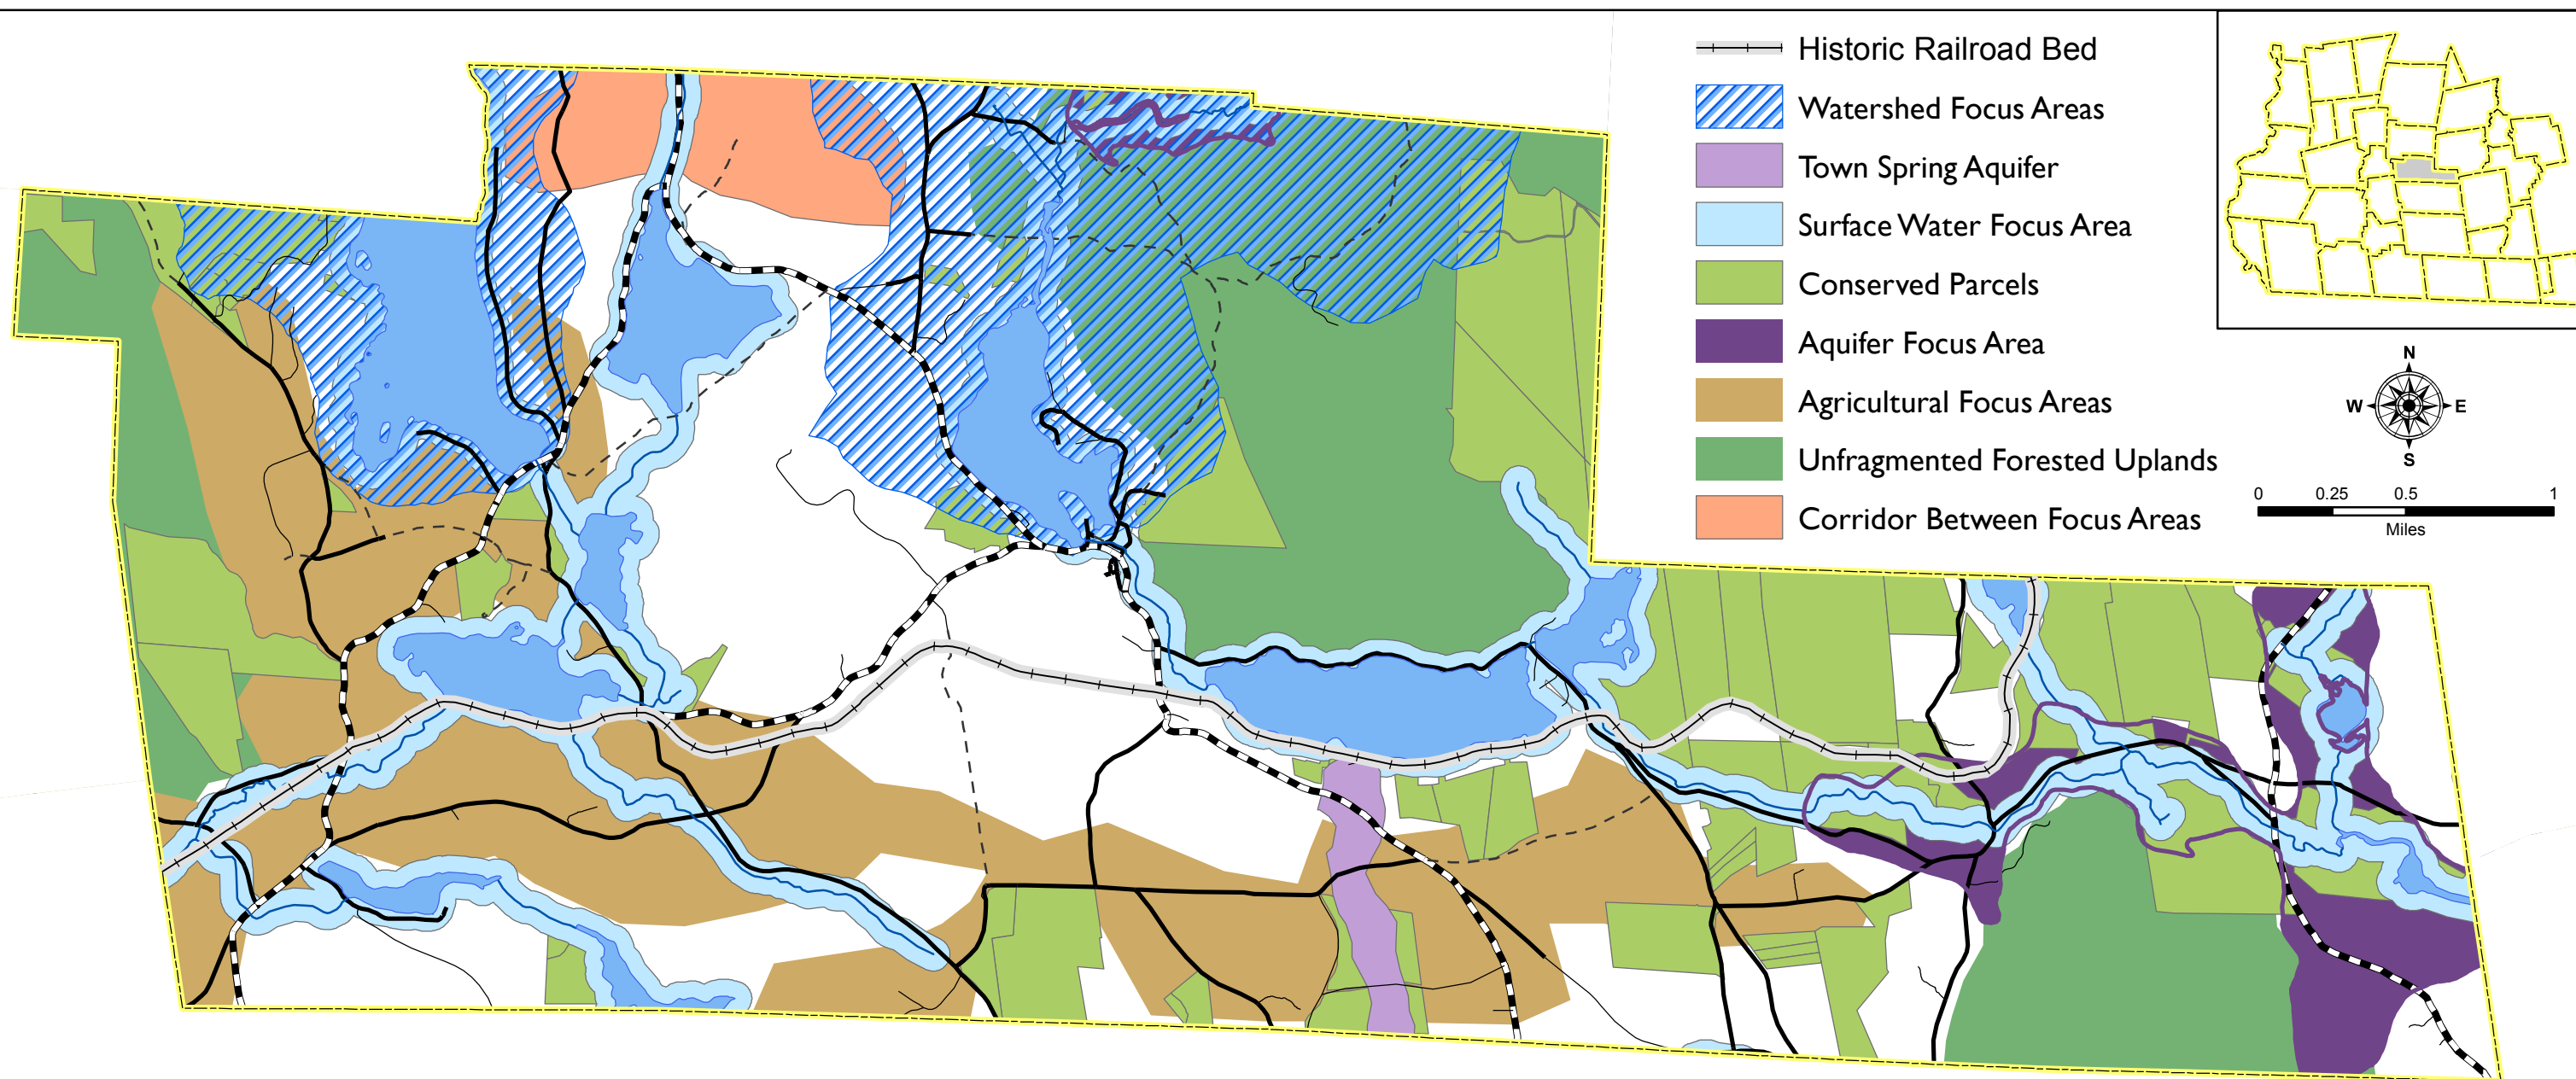 Historic Railroad Bed
Watershed Focus Areas
Town Spring Aquifer
Surface Water Focus Area
Conserved Parcels
Aquifer Focus Area
Agricultural Focus Areas
Unfragmented Forested Uplands
Corridor Between Focus Areas
N
W E
S
0 0.25 0.5 1
Miles